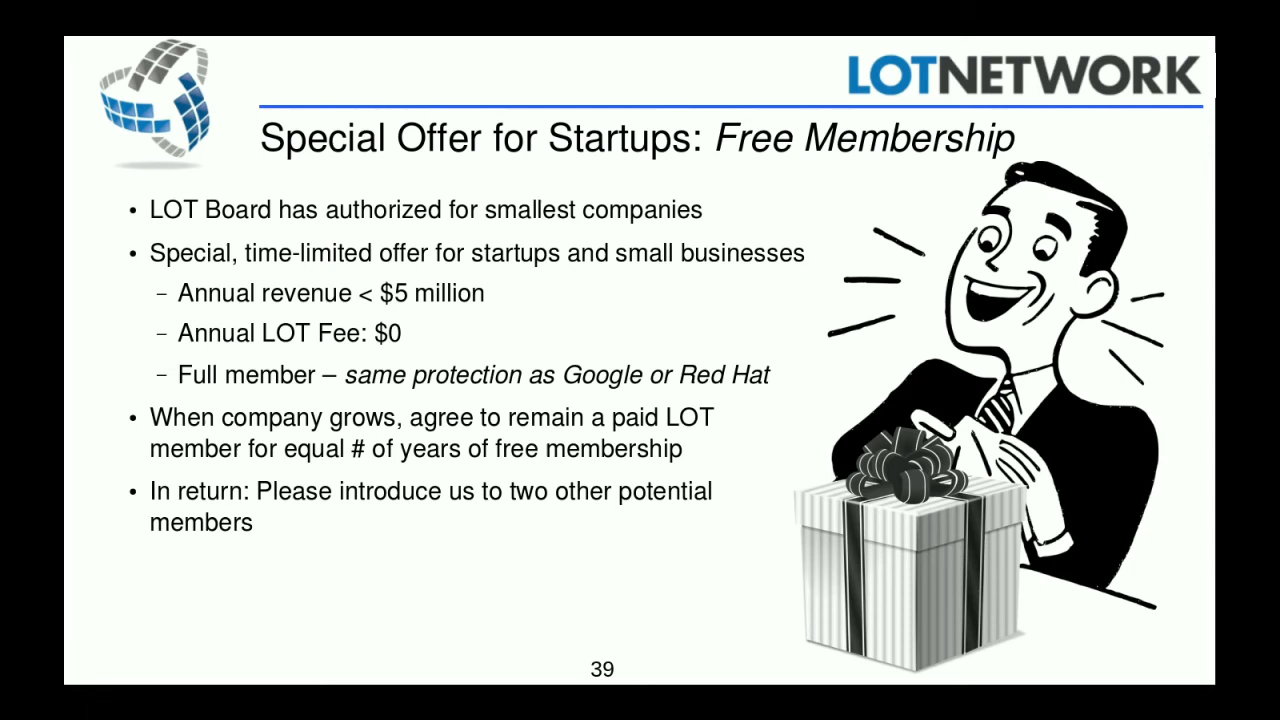 LOTNETWORK
Special Offer for Startups: Free Membership
• LOT Board has authorized for smallest companies
• Special, time-limited offer for startups and small businesses
– Annual revenue < $5 million
– Annual LOT Fee: $0
– Full member – same protection as Google or Red Hat
• When company grows, agree to remain a paid LOT
member for equal # of years of free membership
• In return: Please introduce us to two other potential
members
39